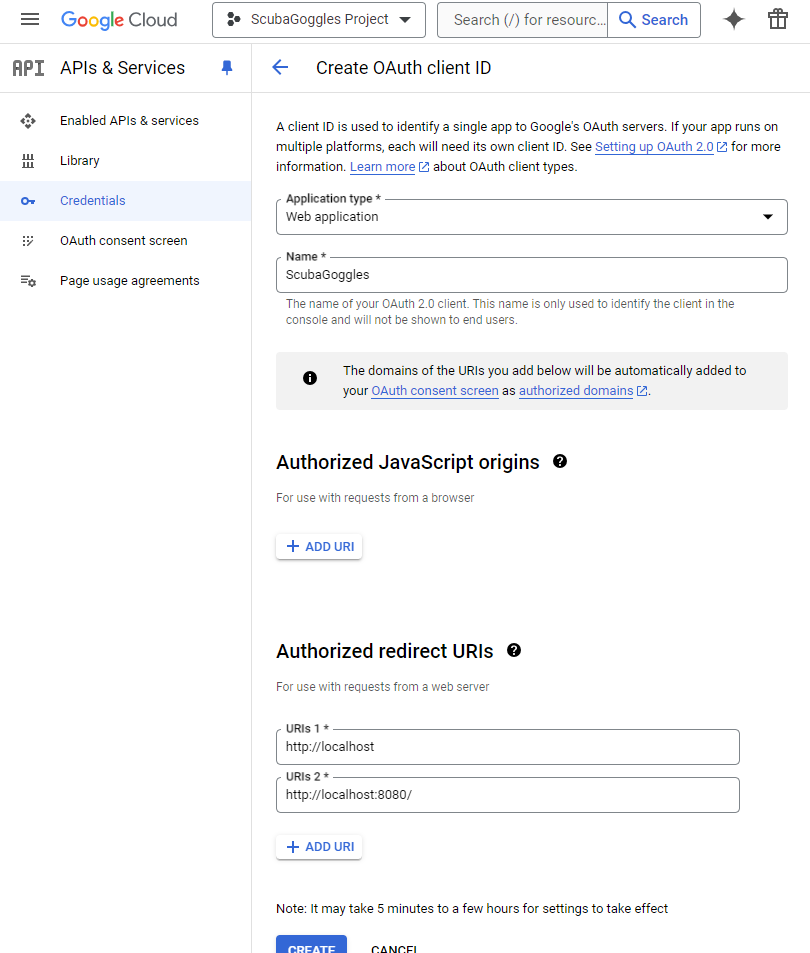 Google Cloud
ScubaGoggles Project
Search (/) for resourc...
Search
API
APIs & Services
Create OAuth client ID
Enabled APIs & services
Library
Credentials
OAuth consent screen
Page usage agreements
A client ID is used to identify a single app to Google's OAuth servers. If your app runs on
multiple platforms, each will need its own client ID. See Setting up OAuth 2.0 for more
information. Learn more about OAuth client types.
Application type *
Web application
Name *
ScubaGoggles
The name of your OAuth 2.0 client. This name is only used to identify the client in the
console and will not be shown to end users.
The domains of the URIs you add below will be automatically added to
your OAuth consent screen as authorized domains.
Authorized JavaScript origins
For use with requests from a browser
ADD URI
Authorized redirect URIs
For use with requests from a web server
URIs 1 *
http://localhost
URIs 2 *
http://localhost:8080/
ADD URI
Note: It may take 5 minutes to a few hours for settings to take effect
CREATE
CANCEL